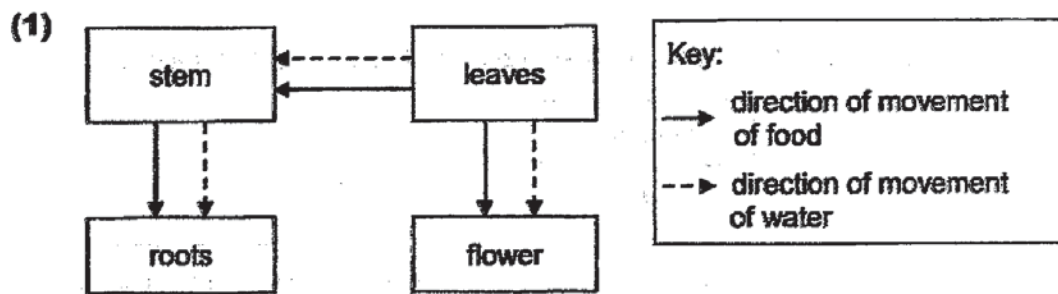 (1)
stem
leaves
roots
flower
Key:
direction of movement
of food
direction of movement
of water